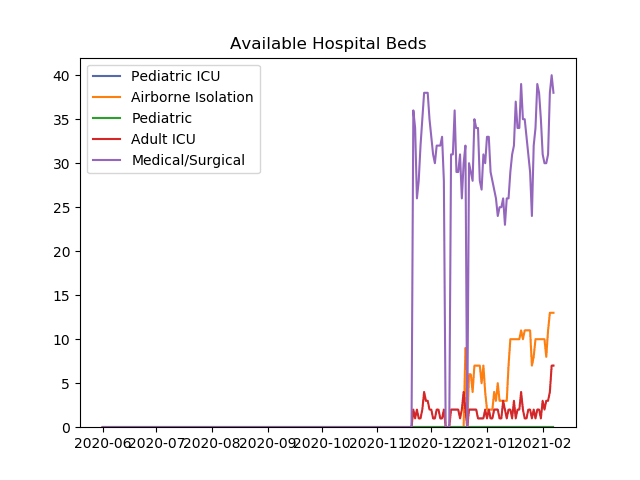 Available Hospital Beds
Pediatric ICU
Airborne Isolation
Pediatric
Adult ICU
Medical/Surgical
40
35
30
25
20
15
10
5
0
2020-06 2020-07 2020-08 2020-09 2020-10 2020-11 2020-12 2021-01 2021-02